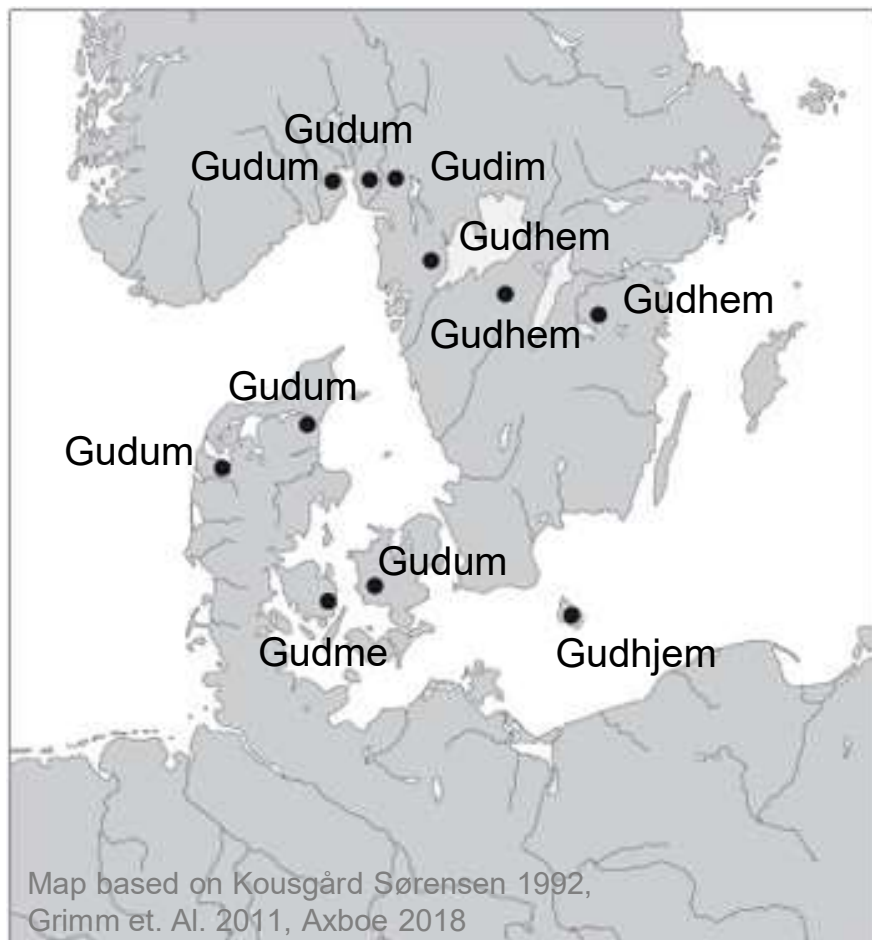 Gudum
Gudum
Gudim
Gudhem
Gudhem
Gudhem
Gudum
Gudum
Gudum
Gudme
Gudhjem
Map based on Kousgård Sørensen 1992,
Grimm et. Al. 2011, Axboe 2018